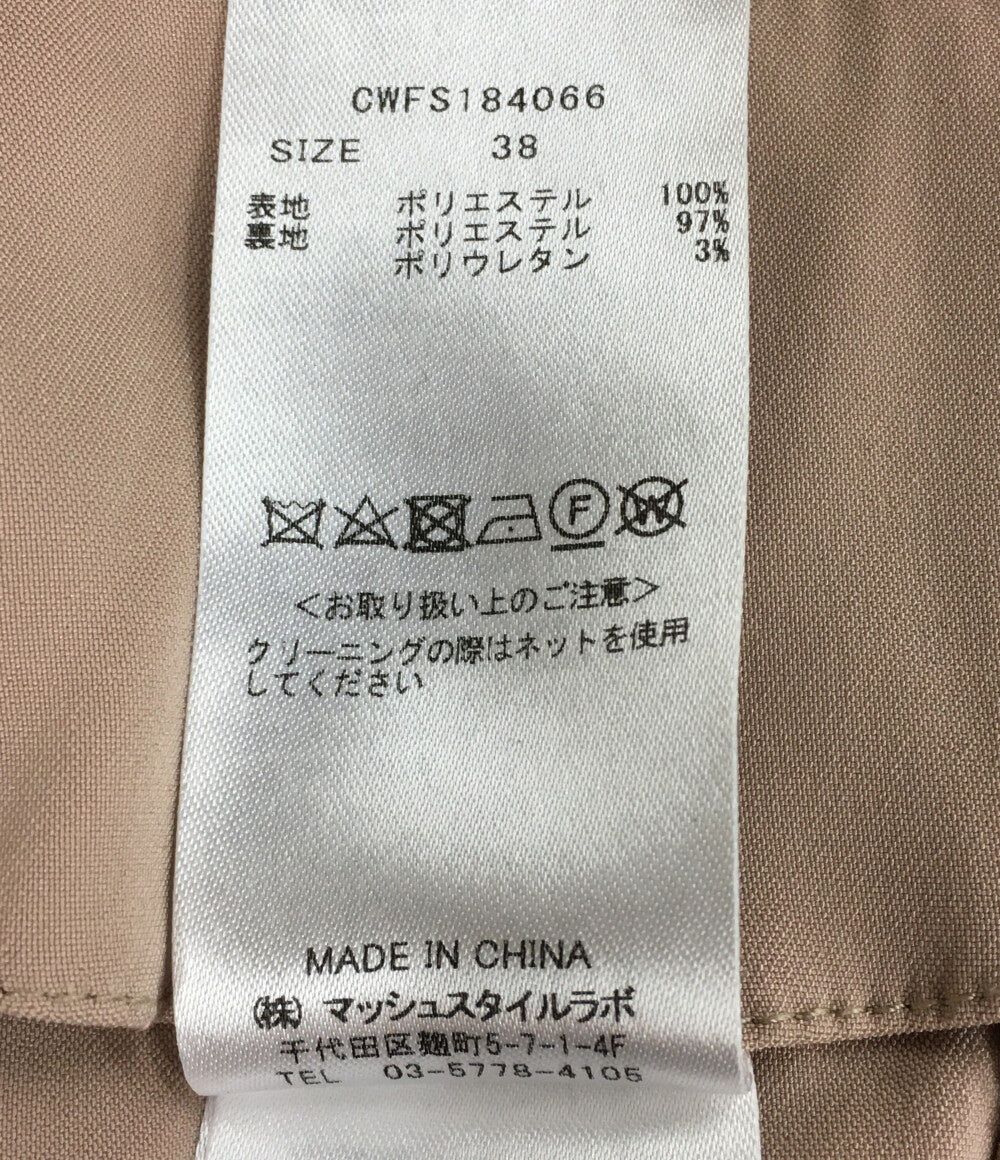 CWFS184066
SIZE 38
表地 ポリエステル 100%
裏地 ポリエステル 97%
ポリウレタン 3%
F W
<お取り扱い上のご注意>
クリーニングの際はネットを使用
してください
MADE IN CHINA
(株)マッシュスタイルラボ
千代田区麹町5-7-1-4F
TEL 03-5778-4105